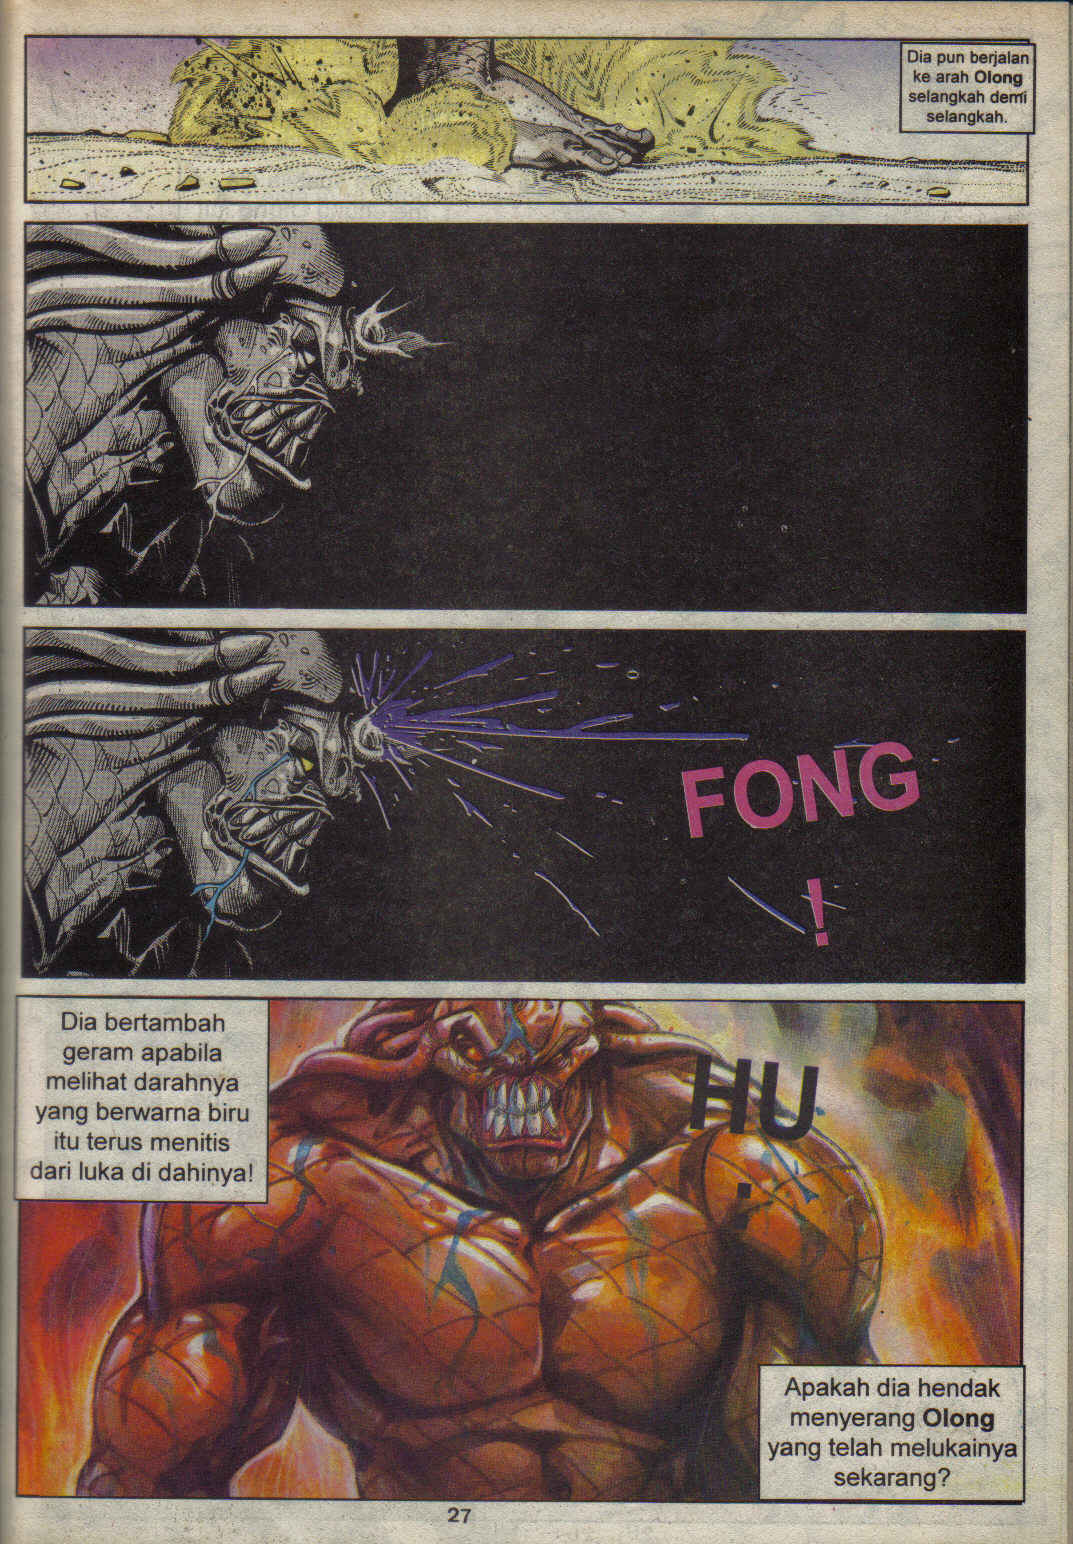 Dia pun berjalan
ke arah Olong
selangkah demi
selangkah.
FONG
!
Dia bertambah
geram apabila
melihat darahnya
yang berwarna biru
itu terus menitis
dari luka di dahinya!
HU
.
Apakah dia hendak
menyerang Olong
yang telah melukainya
sekarang?
27